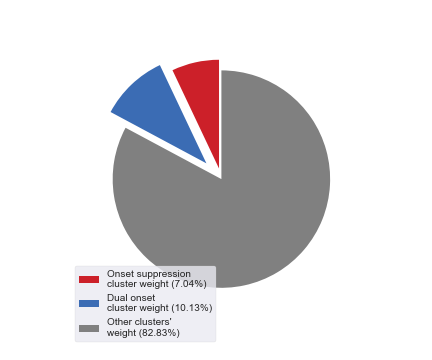 Onset suppression
cluster weight (7.04%)
Dual onset
cluster weight (10.13%)
Other clusters'
weight (82.83%)